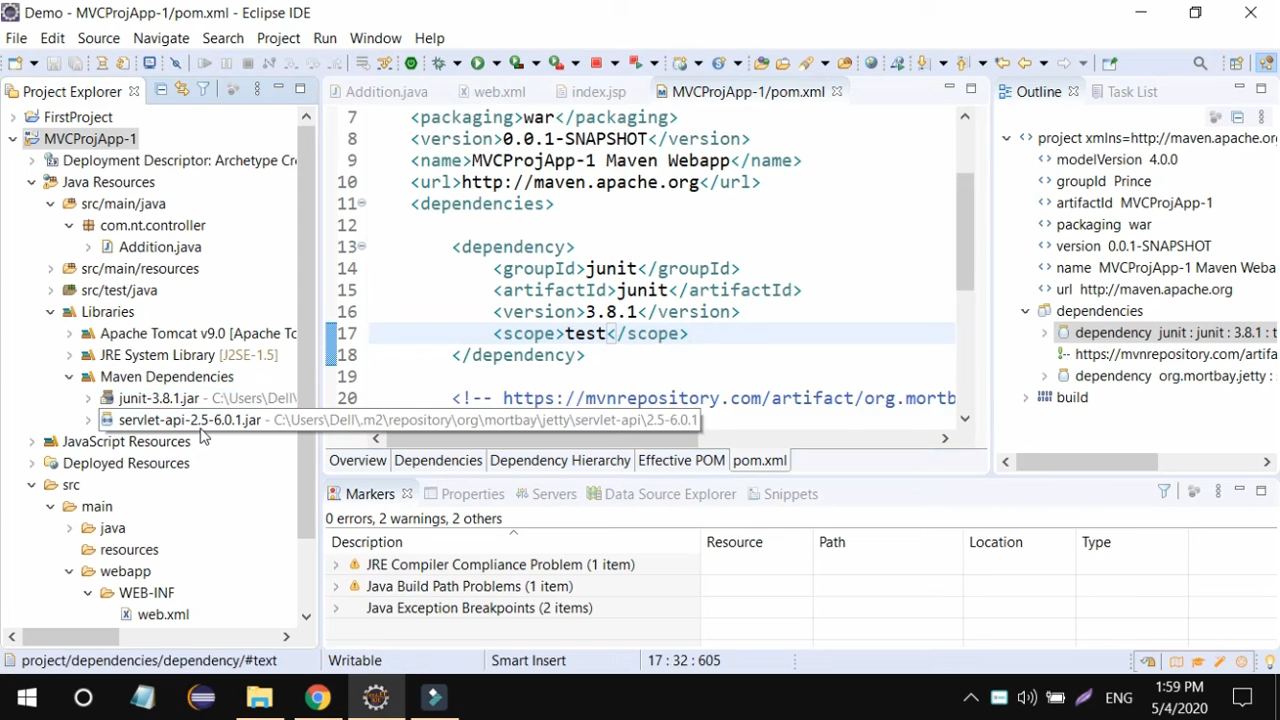 Demo - MVCProjApp-1/pom.xml - Eclipse IDE
File Edit Source Navigate Search Project Run Window Help
Project Explorer
FirstProject
MVCProjApp-1
Deployment Descriptor: Archetype Cre
Java Resources
src/main/java
com.nt.controller
Addition.java
src/main/resources
src/test/java
Libraries
Apache Tomcat v9.0 [Apache To
JRE System Library [J2SE-1.5]
Maven Dependencies
junit-3.8.1.jar - C:\Users\Dell\
servlet-api-2.5-6.0.1.jar - C:\Users\Dell\.m2\repository\org\mortbay\jetty\servlet-api\2.5-6.0.1
JavaScript Resources
Deployed Resources
src
main
java
resources
webapp
WEB-INF
web.xml
Addition.java web.xml index.jsp MVCProjApp-1/pom.xml
7 <packaging>war</packaging>
8 <version>0.0.1-SNAPSHOT</version>
9 <name>MVCProjApp-1 Maven Webapp</name>
10 <url>http://maven.apache.org</url>
11 <dependencies>
12
13 <dependency>
14 <groupId>junit</groupId>
15 <artifactId>junit</artifactId>
16 <version>3.8.1</version>
17 <scope>test</scope>
18 </dependency>
19
20 <!-- https://mvnrepository.com/artifact/org.mortb
Overview Dependencies Dependency Hierarchy Effective POM pom.xml
Outline Task List
project xmlns=http://maven.apache.or
modelVersion 4.0.0
groupId Prince
artifactId MVCProjApp-1
packaging war
version 0.0.1-SNAPSHOT
name MVCProjApp-1 Maven Weba
url http://maven.apache.org
dependencies
dependency junit : junit : 3.8.1 : t
https://mvnrepository.com/artifa
dependency org.mortbay.jetty :
build
Markers Properties Servers Data Source Explorer Snippets
0 errors, 2 warnings, 2 others
Description Resource Path Location Type
JRE Compiler Compliance Problem (1 item)
Java Build Path Problems (1 item)
Java Exception Breakpoints (2 items)
project/dependencies/dependency/#text Writable Smart Insert 17 : 32 : 605
ENG
1:59 PM
5/4/2020